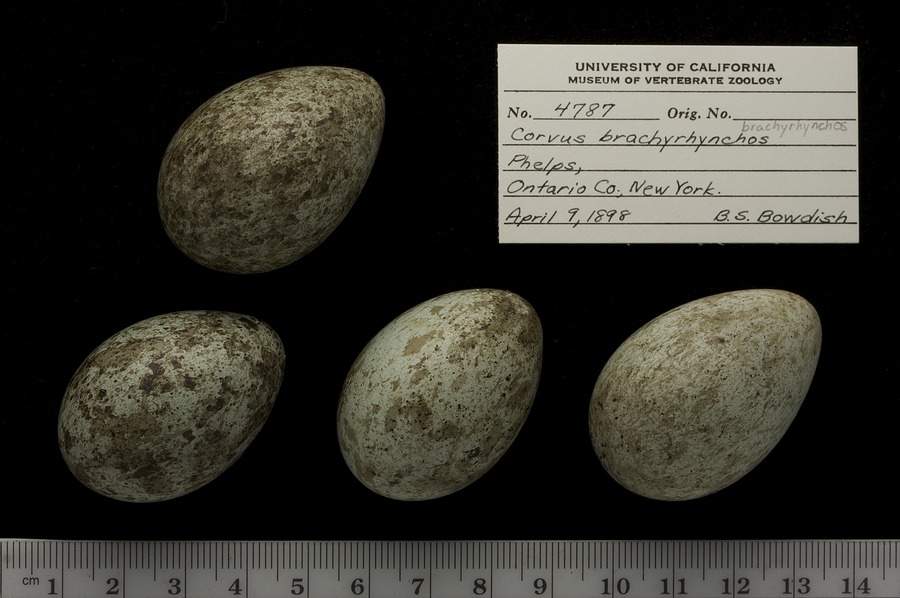 UNIVERSITY OF CALIFORNIA
MUSEUM OF VERTEBRATE ZOOLOGY
No. 4787 Orig. No.
brachyrhynchos
Corvus brachyrhynchos
Phelps,
Ontario Co., New York.
April 9, 1898 B.S. Bowdish
cm 1 2 3 4 5 6 7 8 9 10 11 12 13 14